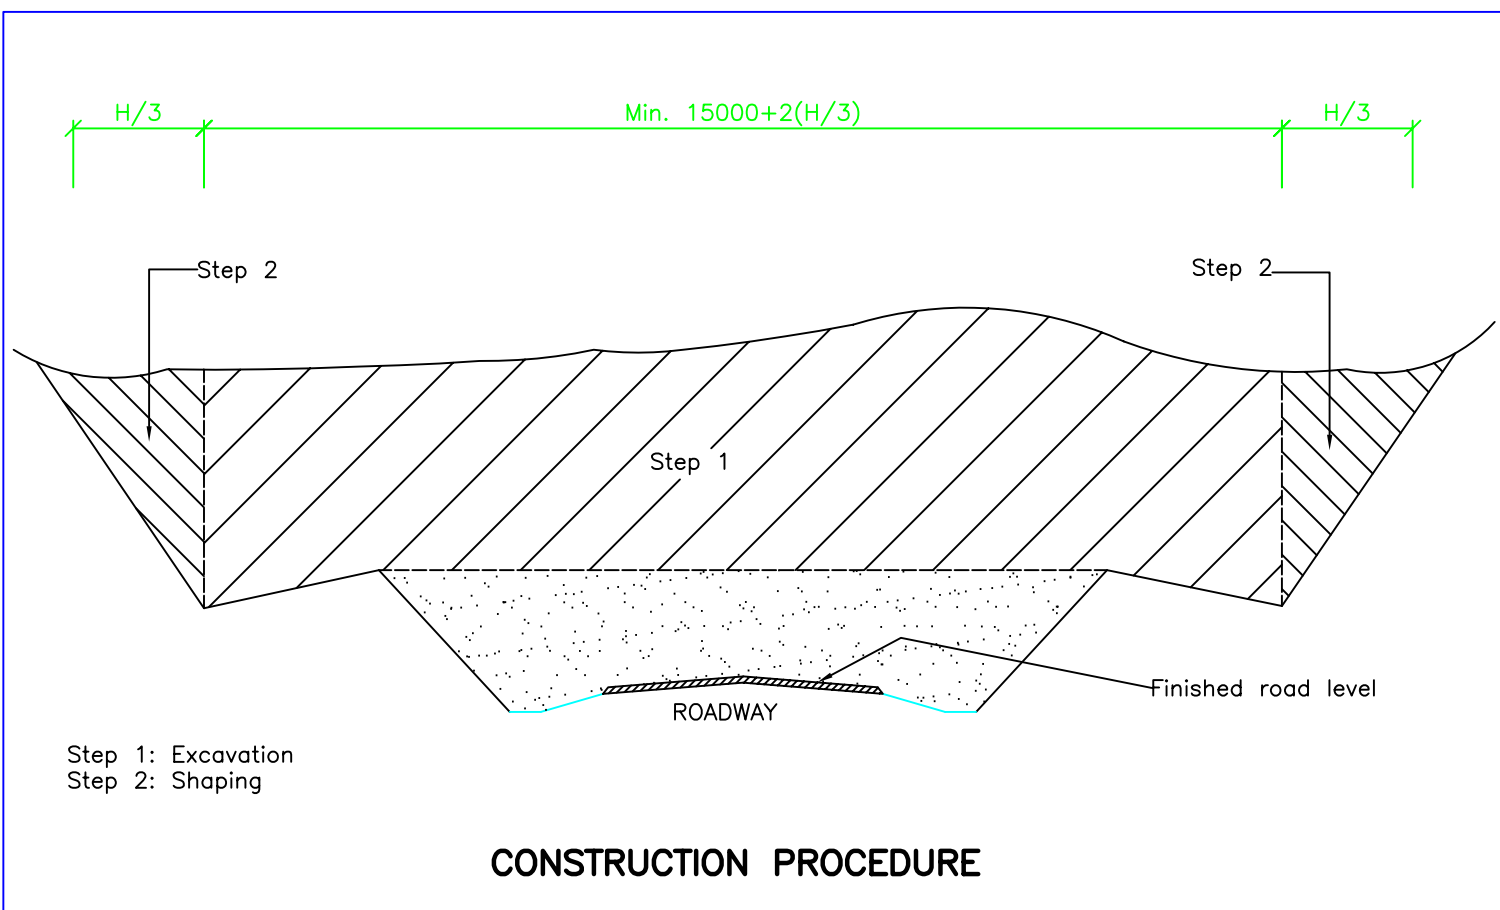 H/3
Min. 15000+2(H/3)
H/3
Step 2
Step 2
Step 1
Finished road level
ROADWAY
Step 1: Excavation
Step 2: Shaping
CONSTRUCTION PROCEDURE